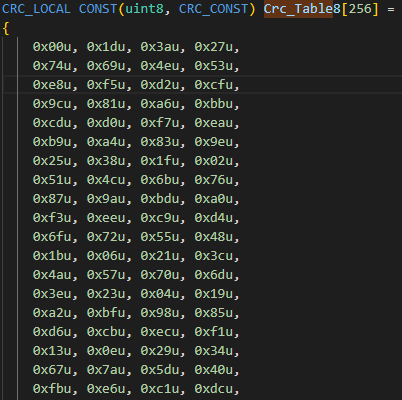 CRC_LOCAL CONST(uint8, CRC_CONST) Crc_Table8[256] =
{
0x00u, 0x1du, 0x3au, 0x27u,
0x74u, 0x69u, 0x4eu, 0x53u,
0xe8u, 0xf5u, 0xd2u, 0xcfu,
0x9cu, 0x81u, 0xa6u, 0xbbu,
0xcdu, 0xd0u, 0xf7u, 0xeau,
0xb9u, 0xa4u, 0x83u, 0x9eu,
0x25u, 0x38u, 0x1fu, 0x02u,
0x51u, 0x4cu, 0x6bu, 0x76u,
0x87u, 0x9au, 0xbdu, 0xa0u,
0xf3u, 0xeeu, 0xc9u, 0xd4u,
0x6fu, 0x72u, 0x55u, 0x48u,
0x1bu, 0x06u, 0x21u, 0x3cu,
0x4au, 0x57u, 0x70u, 0x6du,
0x3eu, 0x23u, 0x04u, 0x19u,
0xa2u, 0xbfu, 0x98u, 0x85u,
0xd6u, 0xcbu, 0xecu, 0xf1u,
0x13u, 0x0eu, 0x29u, 0x34u,
0x67u, 0x7au, 0x5du, 0x40u,
0xfbu, 0xe6u, 0xc1u, 0xdcu,